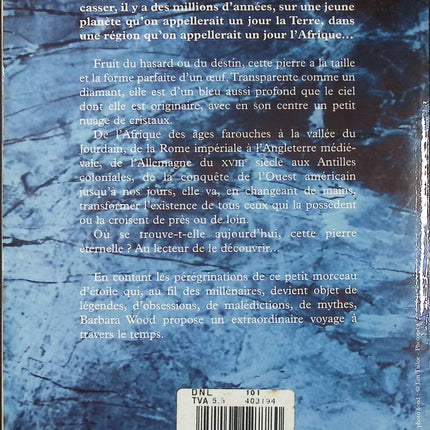 casser, il y a des millions d'années, sur une jeune
planète qu'on appellerait un jour la Terre, dans
une région qu'on appellerait un jour l'Afrique...
Fruit du hasard ou du destin, cette pierre a la taille
et la forme parfaite d'un œuf. Transparente comme un
diamant, elle est d'un bleu aussi profond que le ciel
dont elle est originaire, avec en son centre un petit
nuage de cristaux.
De l'Afrique des âges farouches à la vallée du
Jourdain, de la Rome impériale à l'Angleterre médié-
vale, de l'Allemagne du XVIIIe siècle aux Antilles
coloniales, de la conquête de l'Ouest américain
jusqu'à nos jours, elle va, en changeant de mains,
transformer l'existence de tous ceux qui la possèdent
ou la croisent de près ou de loin.
Où se trouve-t-elle aujourd'hui, cette pierre
éternelle ? Au lecteur de le découvrir...
En contant les pérégrinations de ce petit morceau
d'étoile qui, au fil des millénaires, devient objet de
légendes, d'obsessions, de malédictions, de mythes,
Barbara Wood propose un extraordinaire voyage à
travers le temps.
DNL 101
TVA 5.5 403194